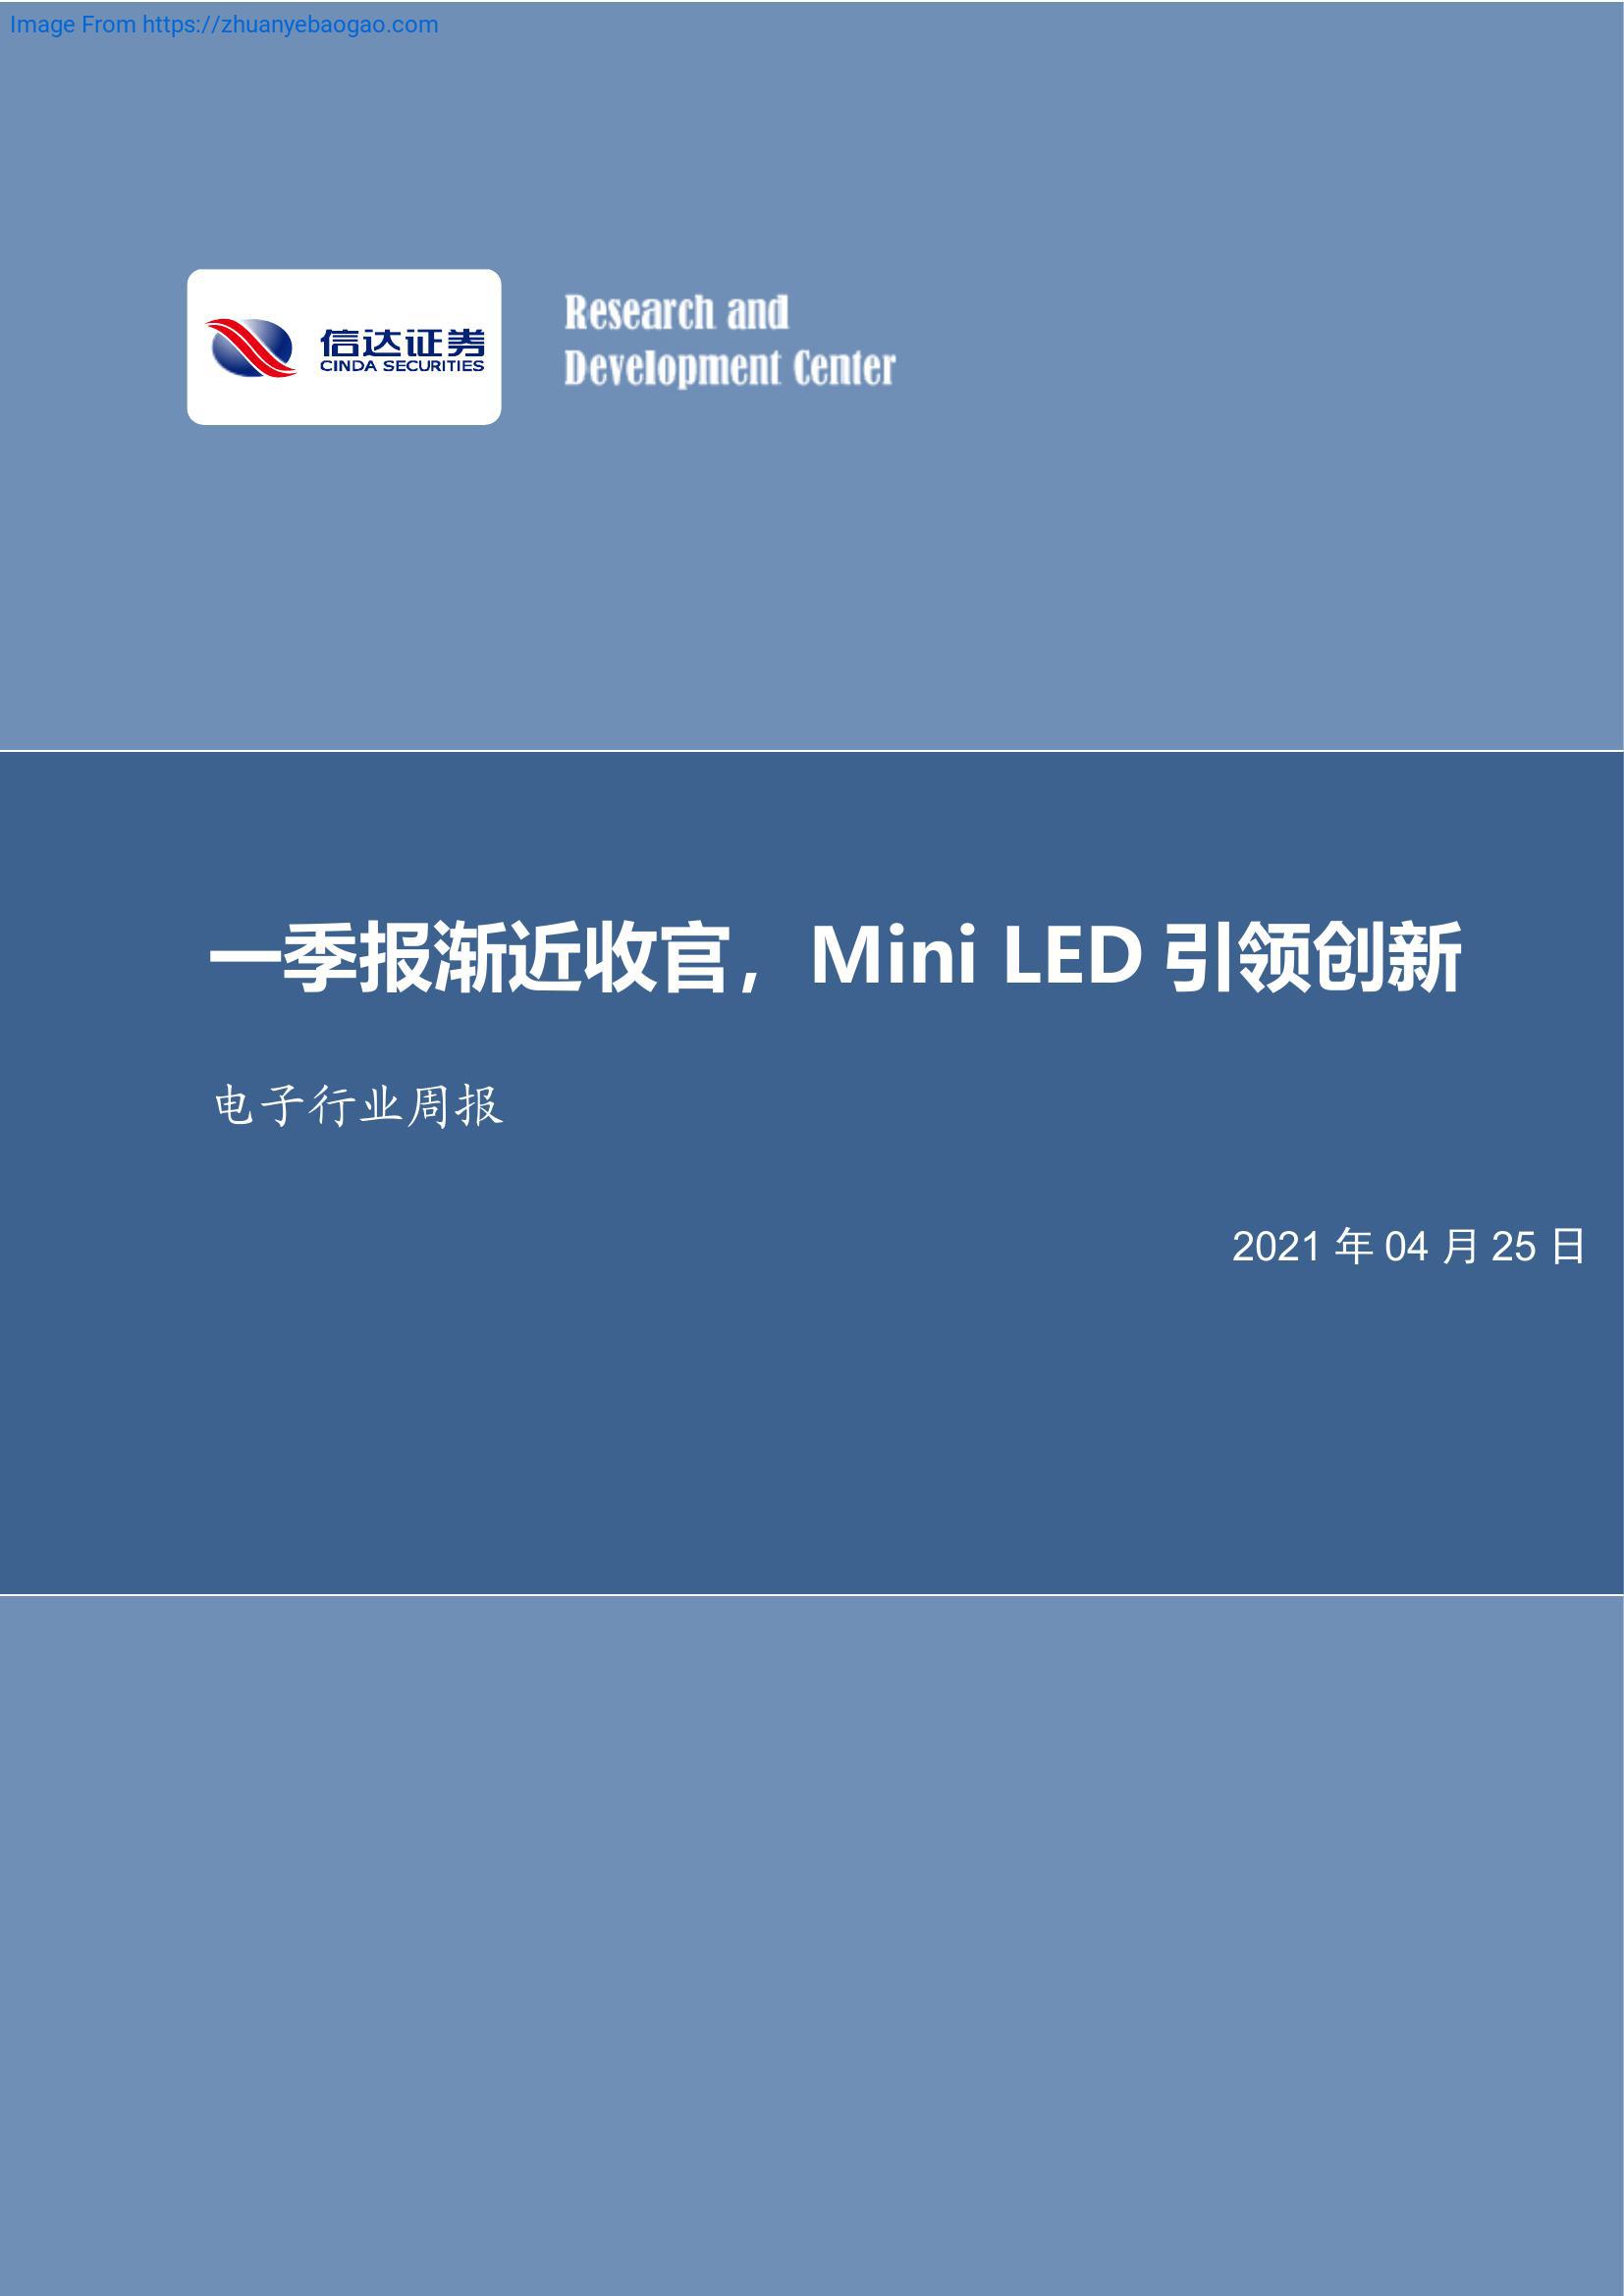 Image From https://zhuanyebaogao.com
信达证券
CINDA SECURITIES
Research and
Development Center
一季报渐近收官，Mini LED 引领创新
电子行业周报
2021 年 04 月 25 日